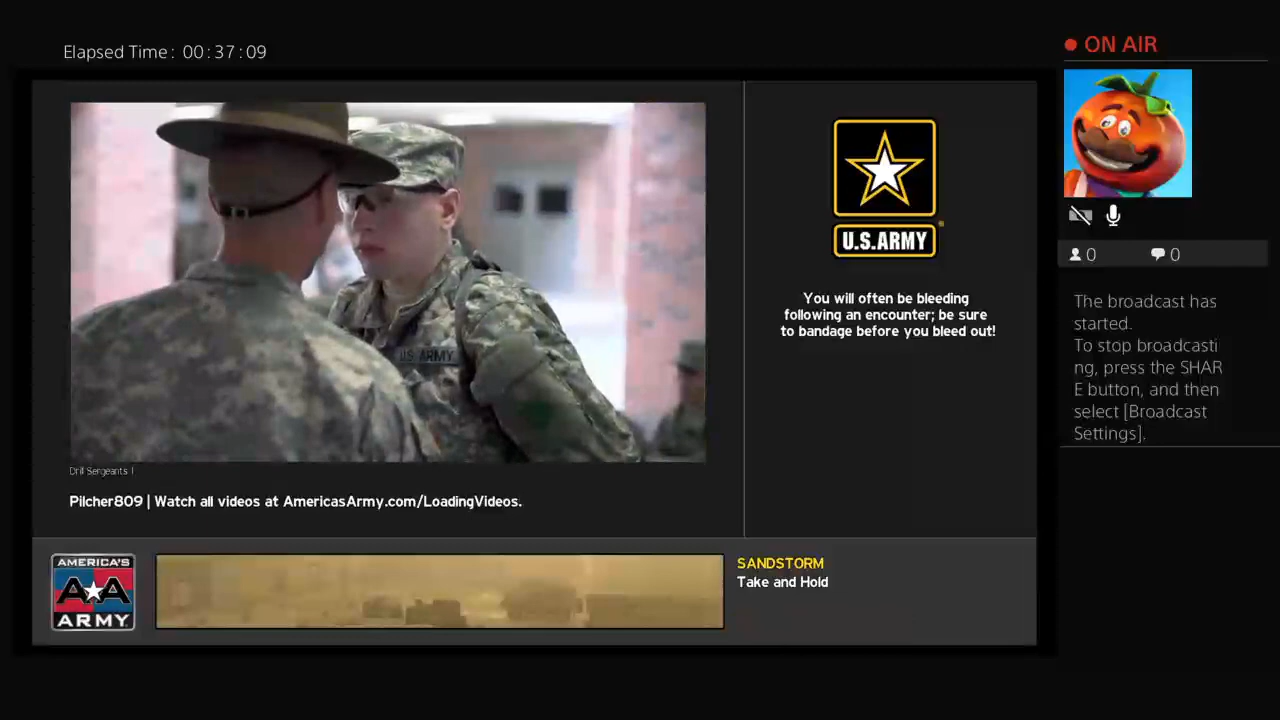 Elapsed Time: 00:37:09
ON AIR
0
0
The broadcast has
started.
To stop broadcasti
ng, press the SHAR
E button, and then
select [Broadcast
Settings].
U.S. ARMY
U.S.ARMY
You will often be bleeding
following an encounter; be sure
to bandage before you bleed out!
Drill Sergeants I
Pilcher809 | Watch all videos at AmericasArmy.com/LoadingVideos.
AMERICA'S
AA
ARMY
SANDSTORM
Take and Hold